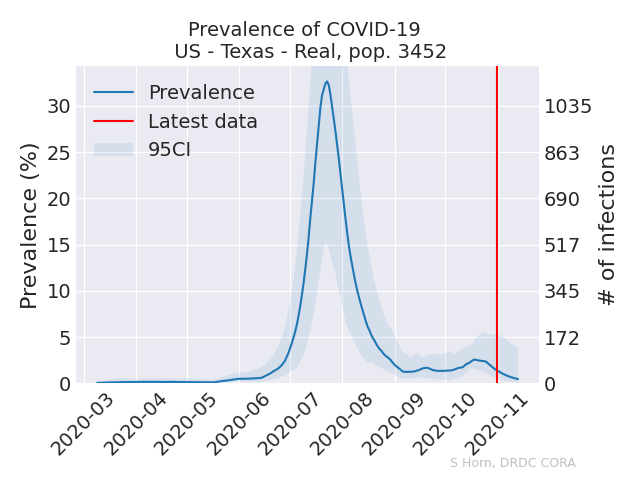 Prevalence of COVID-19
US - Texas - Real, pop. 3452
Prevalence
Latest data
95CI
Prevalence (%)
30
25
20
15
10
5
0
1035
863
690
517
345
172
0
# of infections
2020-03
2020-04
2020-05
2020-06
2020-07
2020-08
2020-09
2020-10
2020-11
S Horn, DRDC CORA